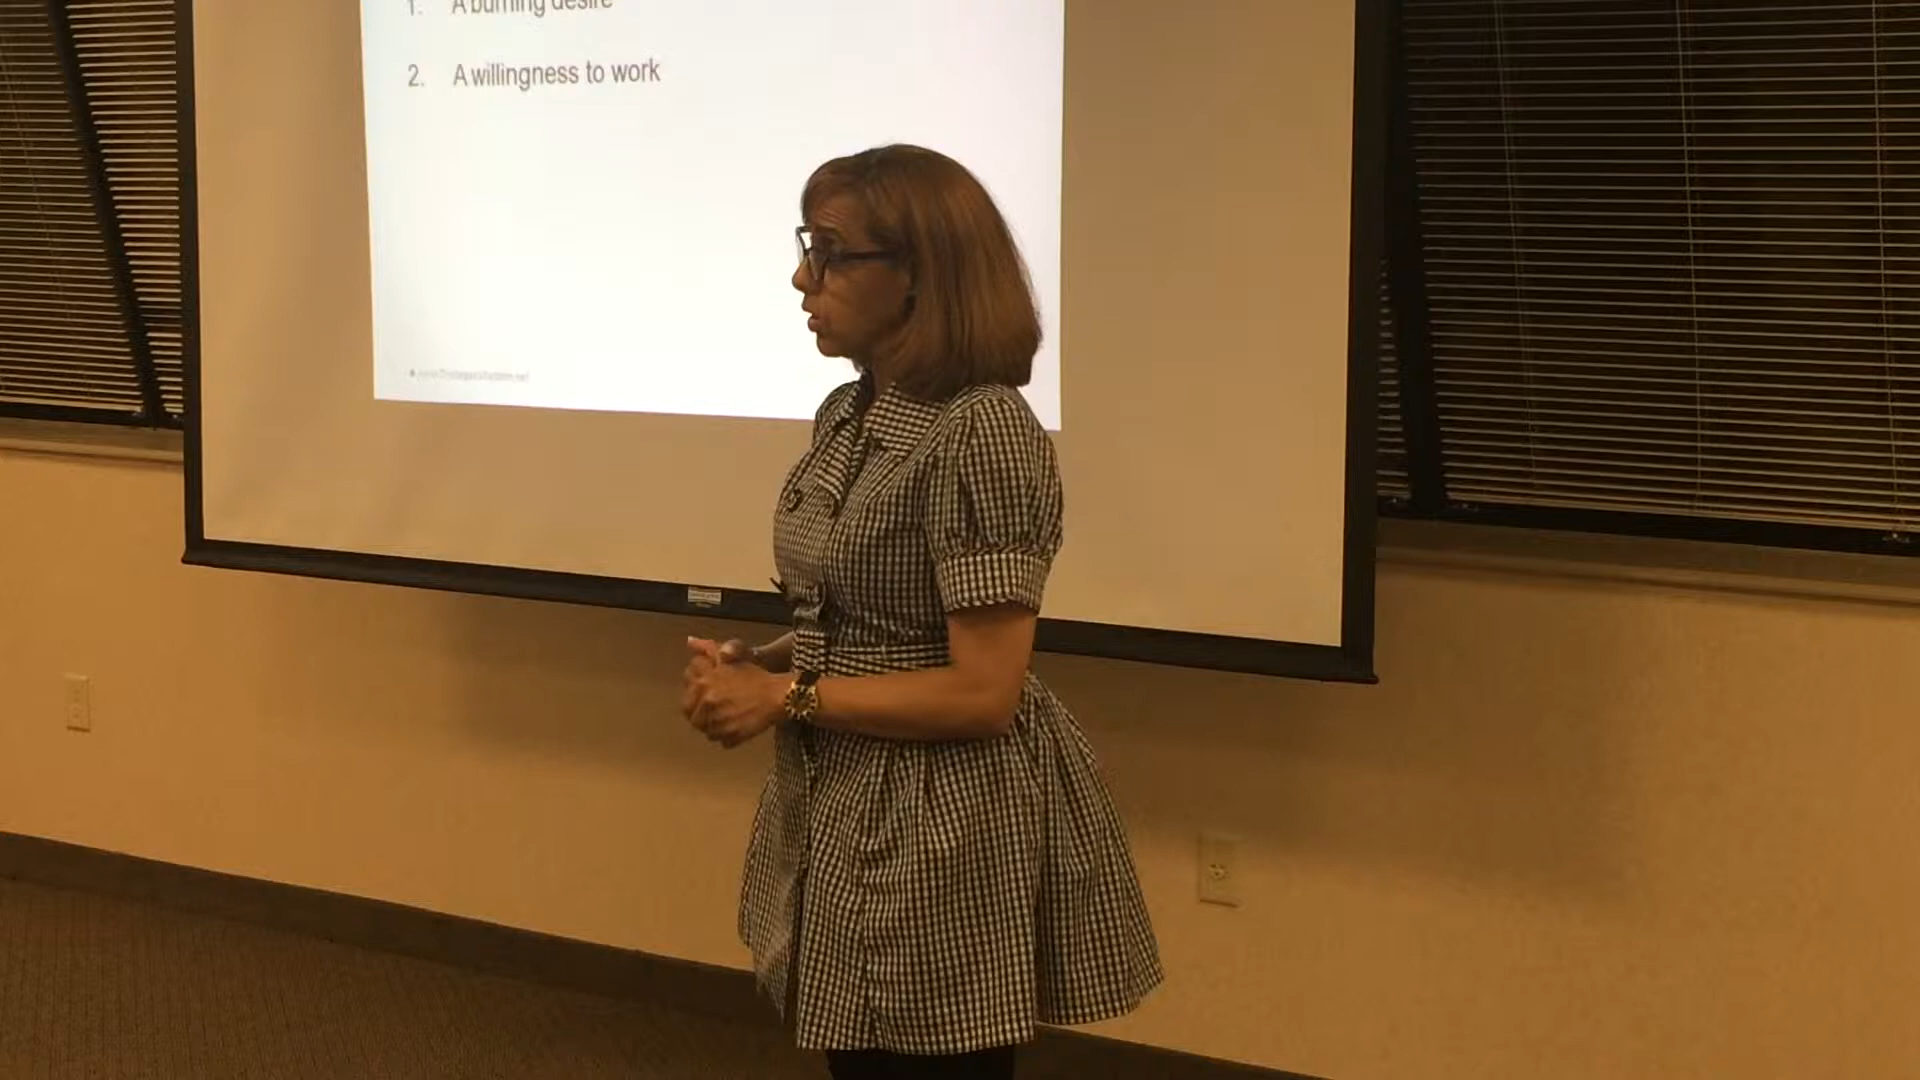 1. A burning desire
2. A willingness to work